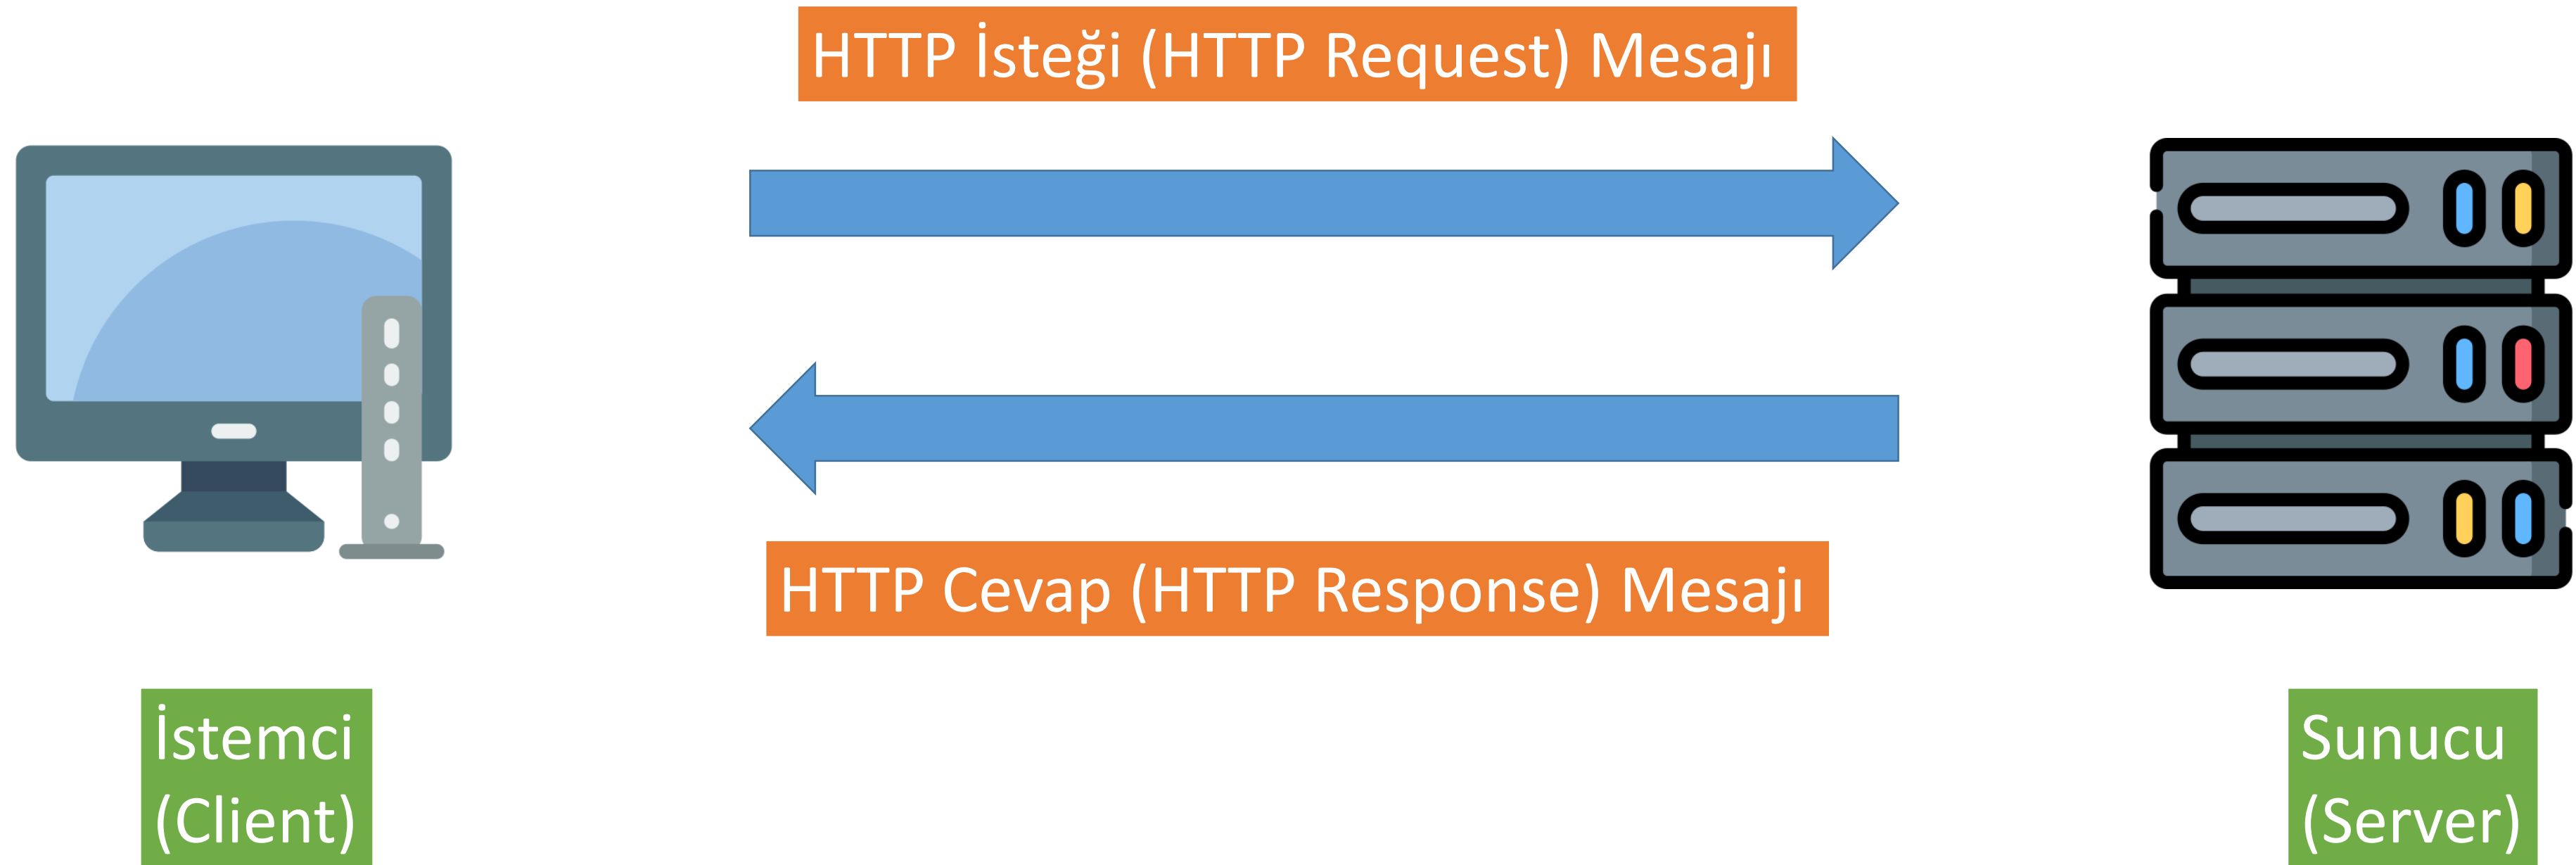 HTTP İsteği (HTTP Request) Mesajı
HTTP Cevap (HTTP Response) Mesajı
İstemci
(Client)
Sunucu
(Server)